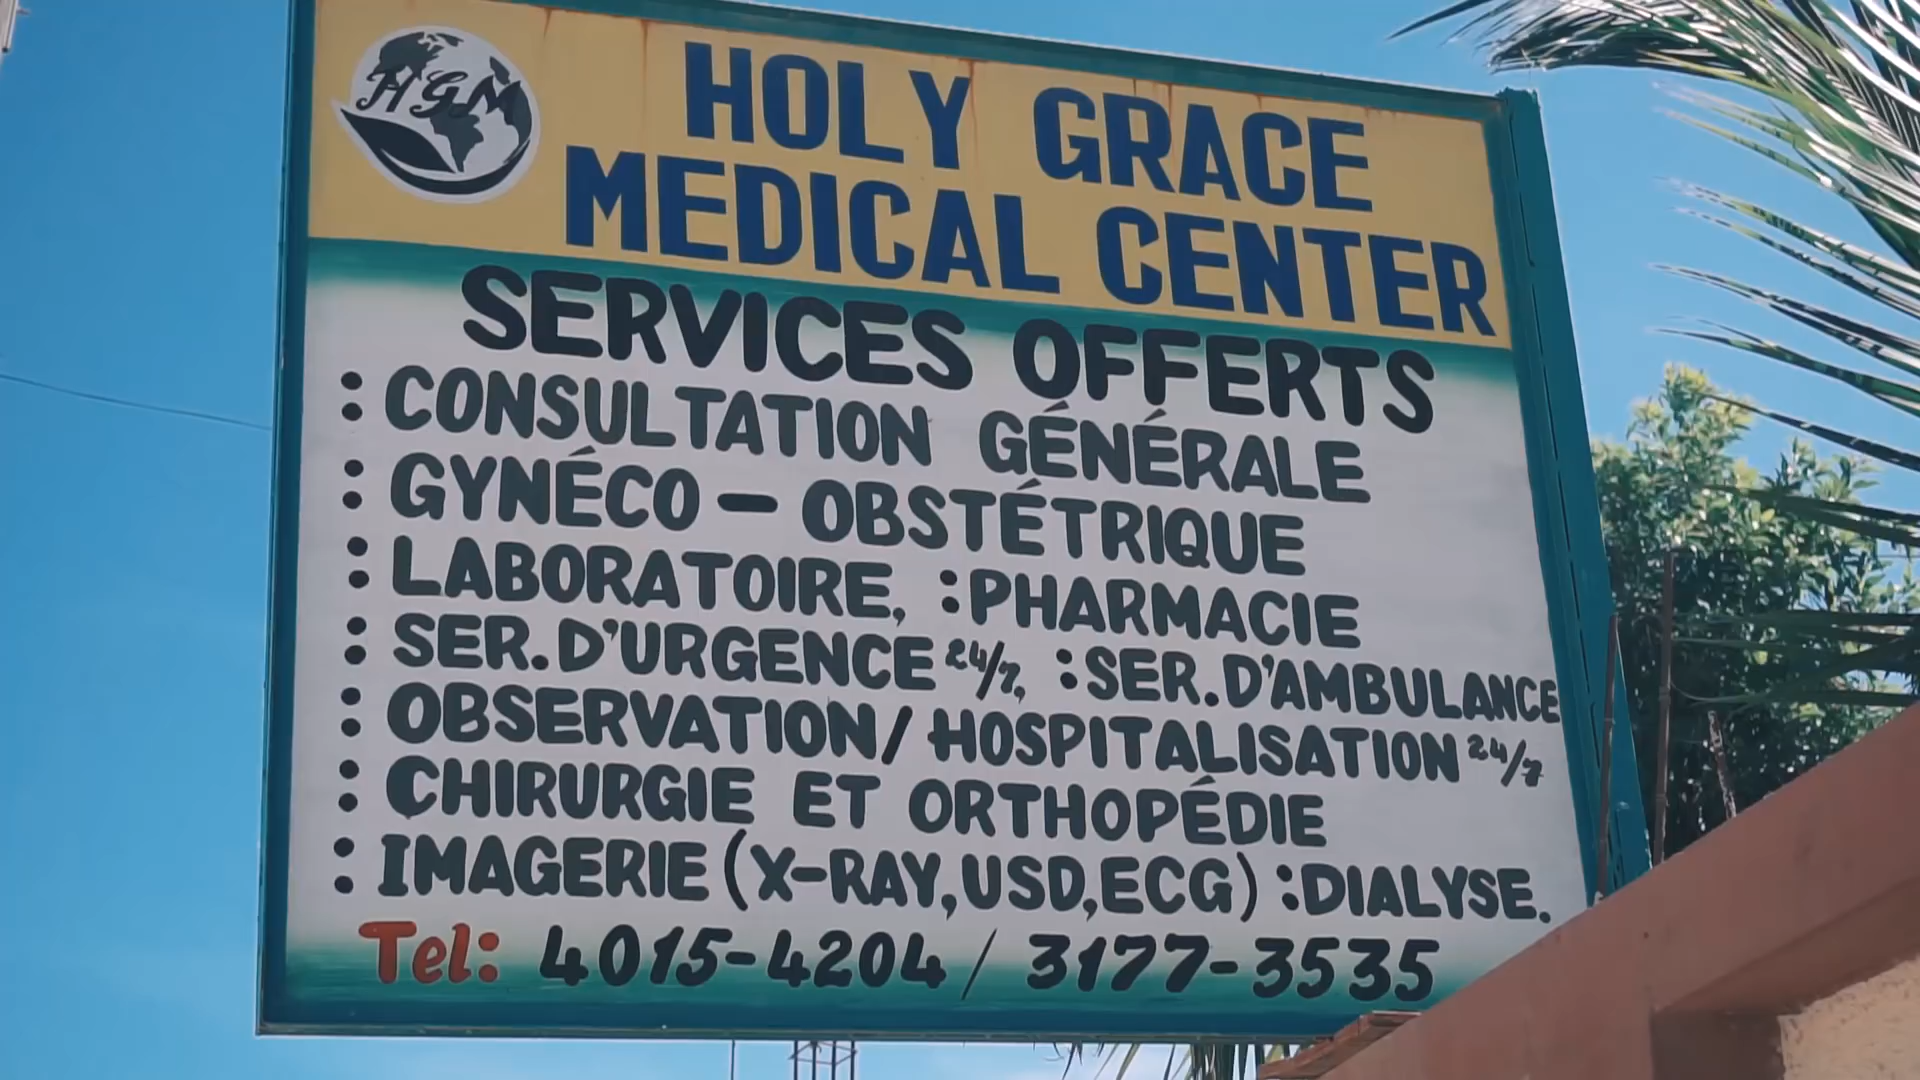 HGM
HOLY GRACE
MEDICAL CENTER
SERVICES OFFERTS
: CONSULTATION GÉNÉRALE
: GYNÉCO - OBSTÉTRIQUE
: LABORATOIRE, :PHARMACIE
: SER. D'URGENCE 24/7, :SER. D'AMBULANCE
: OBSERVATION/ HOSPITALISATION 24/7
: CHIRURGIE ET ORTHOPÉDIE
: IMAGERIE (X-RAY,USD,ECG) :DIALYSE.
Tel: 4015-4204 / 3177-3535